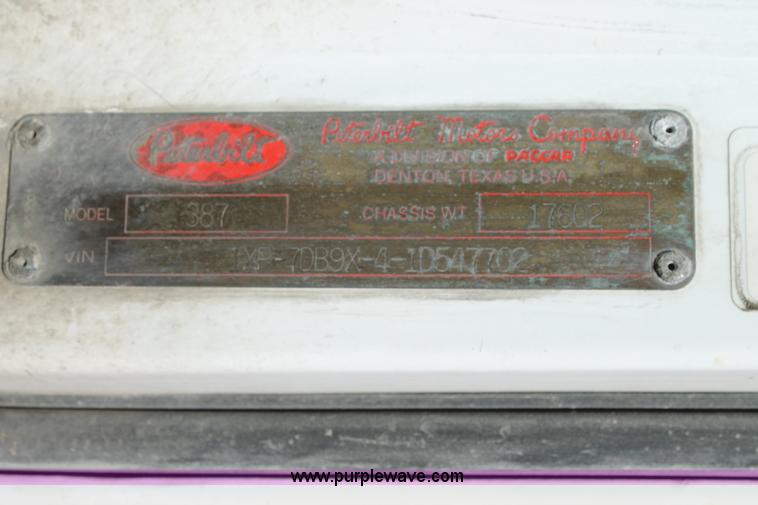 Peterbilt
Peterbilt Motors Company
A DIVISION OF PACCAR
DENTON, TEXAS U.S.A.
MODEL 387 CHASSIS WT 17602
VIN 1XP-7DB9X-4-1D547702
www.purplewave.com